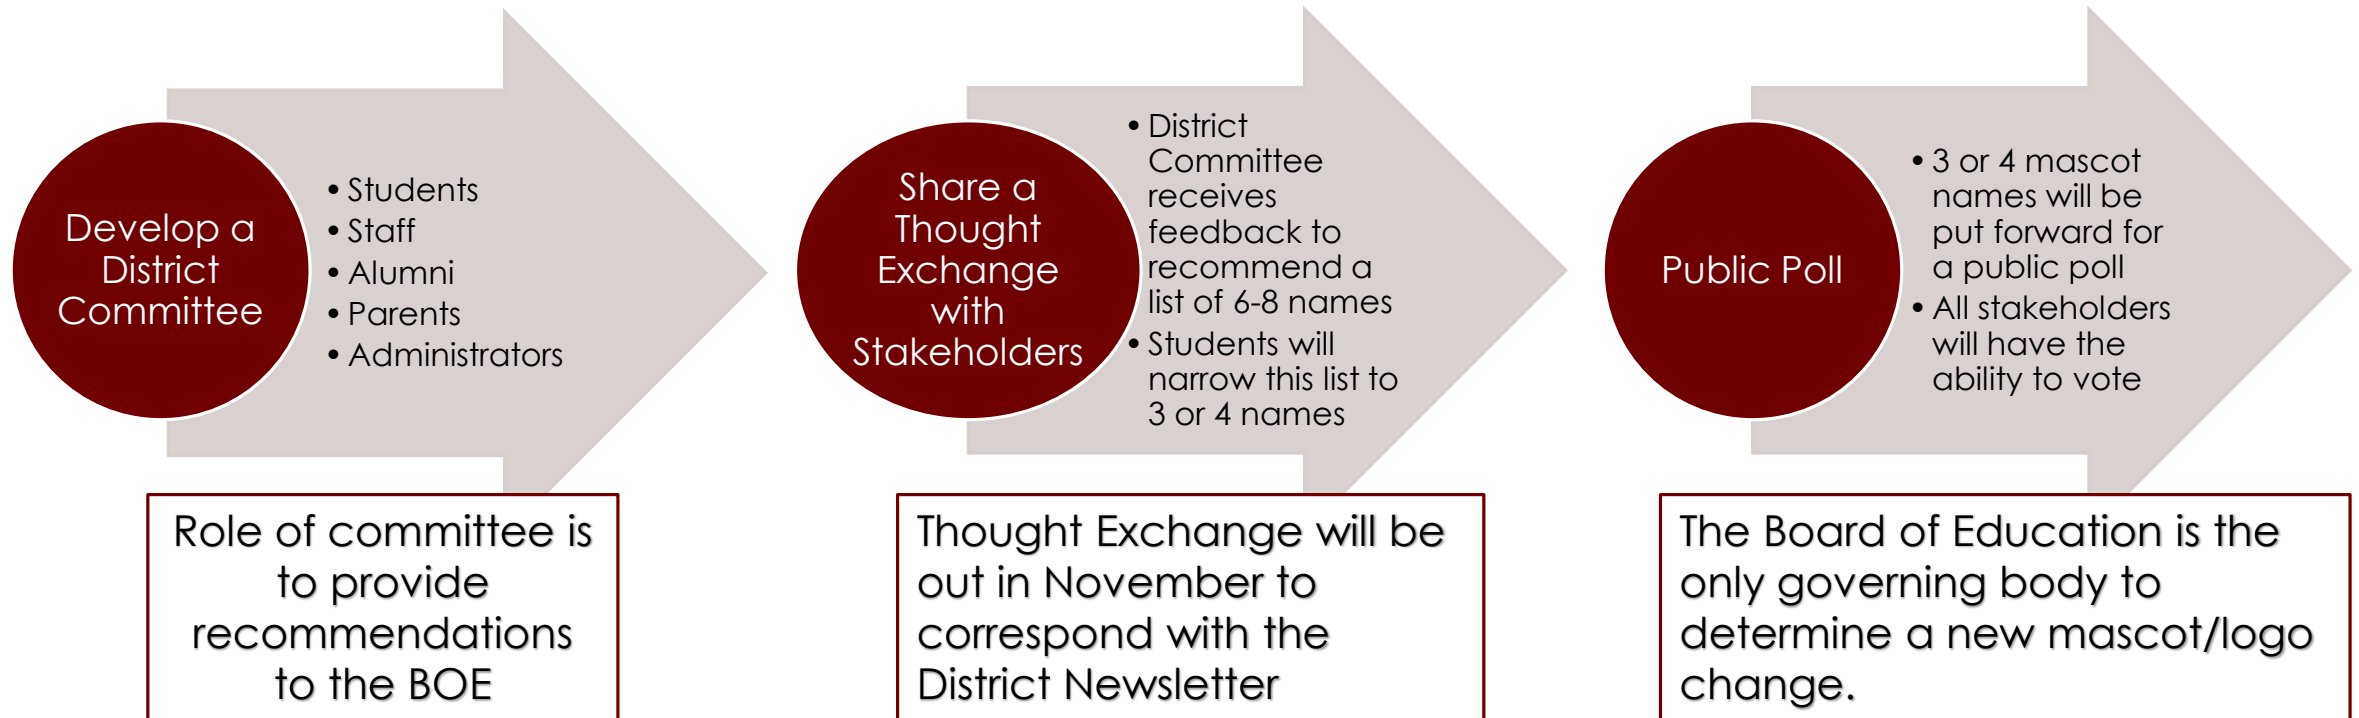 Develop a
District
Committee
• Students
• Staff
• Alumni
• Parents
• Administrators
Role of committee is
to provide
recommendations
to the BOE
Share a
Thought
Exchange
with
Stakeholders
• District
Committee
receives
feedback to
recommend a
list of 6-8 names
• Students will
narrow this list to
3 or 4 names
Thought Exchange will be
out in November to
correspond with the
District Newsletter
Public Poll
• 3 or 4 mascot
names will be
put forward for
a public poll
• All stakeholders
will have the
ability to vote
The Board of Education is the
only governing body to
determine a new mascot/logo
change.